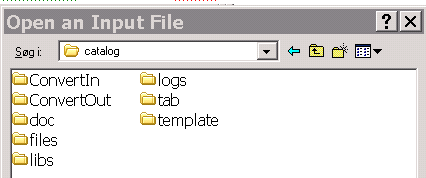 Open an Input File
Søg i: catalog
ConvertIn
ConvertOut
doc
files
libs
logs
tab
template